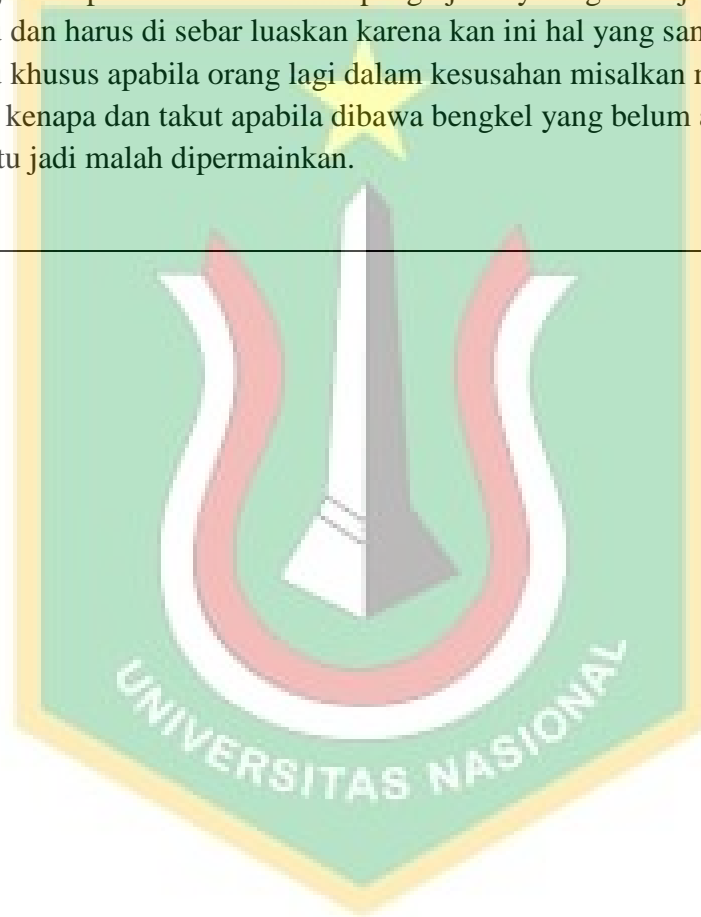 dan harus di sebar luaskan karena kan ini hal yang
khusus apabila orang lagi dalam kesusahan misalkan
kenapa dan takut apabila dibawa bengkel yang belum
tu jadi malah dipermainkan.
UNIVERSITAS NASIONAL